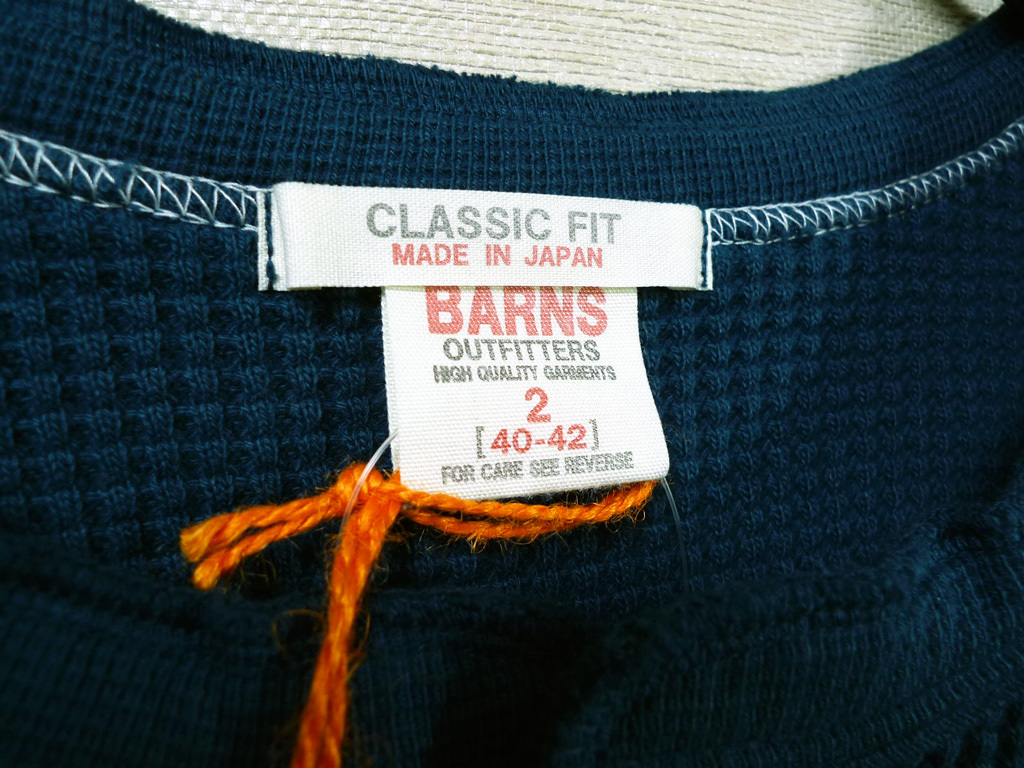 CLASSIC FIT
MADE IN JAPAN
BARNS
OUTFITTERS
HIGH QUALITY GARMENTS
2
[40-42]
FOR CARE SEE REVERSE